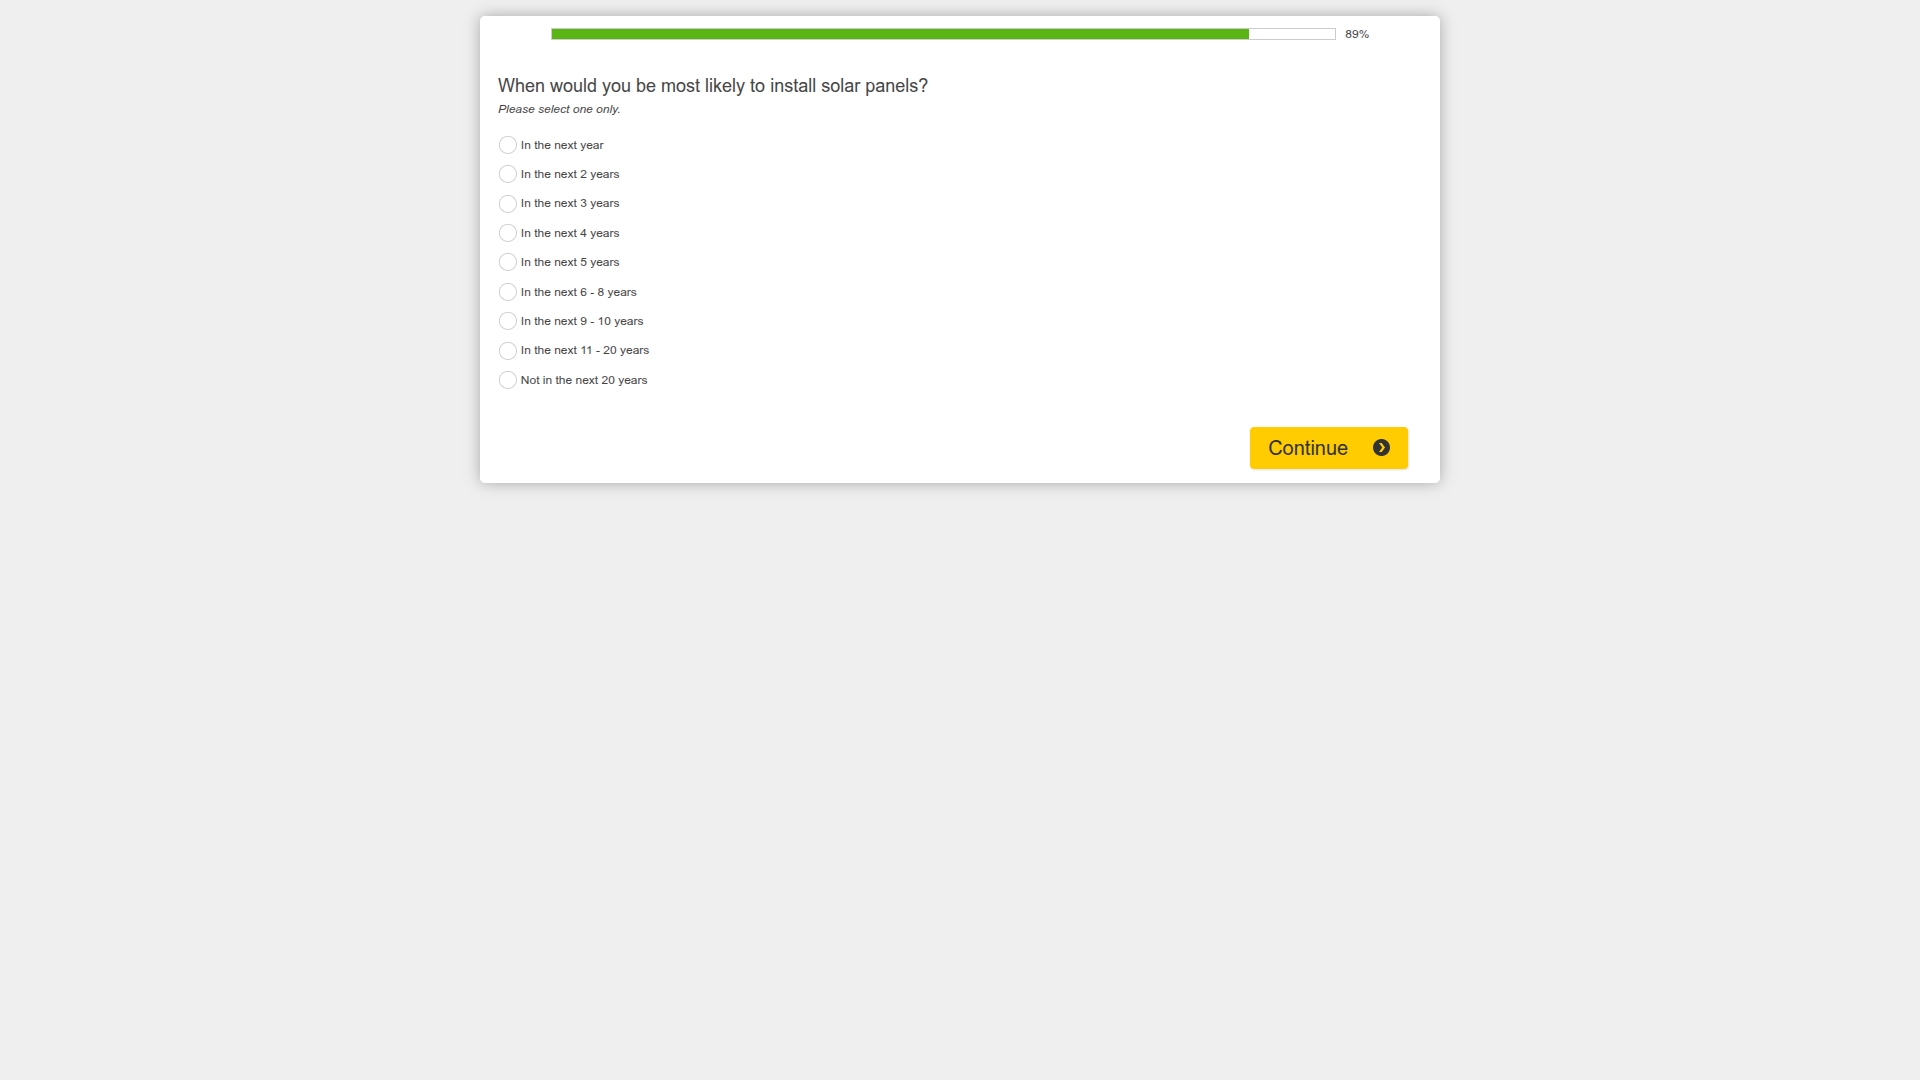 89%
When would you be most likely to install solar panels?
Please select one only.
In the next year
In the next 2 years
In the next 3 years
In the next 4 years
In the next 5 years
In the next 6 - 8 years
In the next 9 - 10 years
In the next 11 - 20 years
Not in the next 20 years
Continue